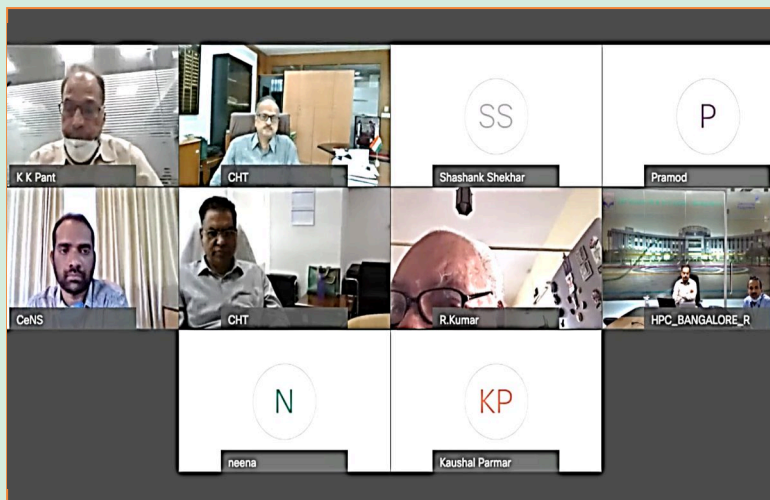 K K Pant
CHT
SS
Shashank Shekhar
P
Pramod
CeNS
CHT
R.Kumar
HPC_BANGALORE_R
N
neena
KP
Kaushal Parmar